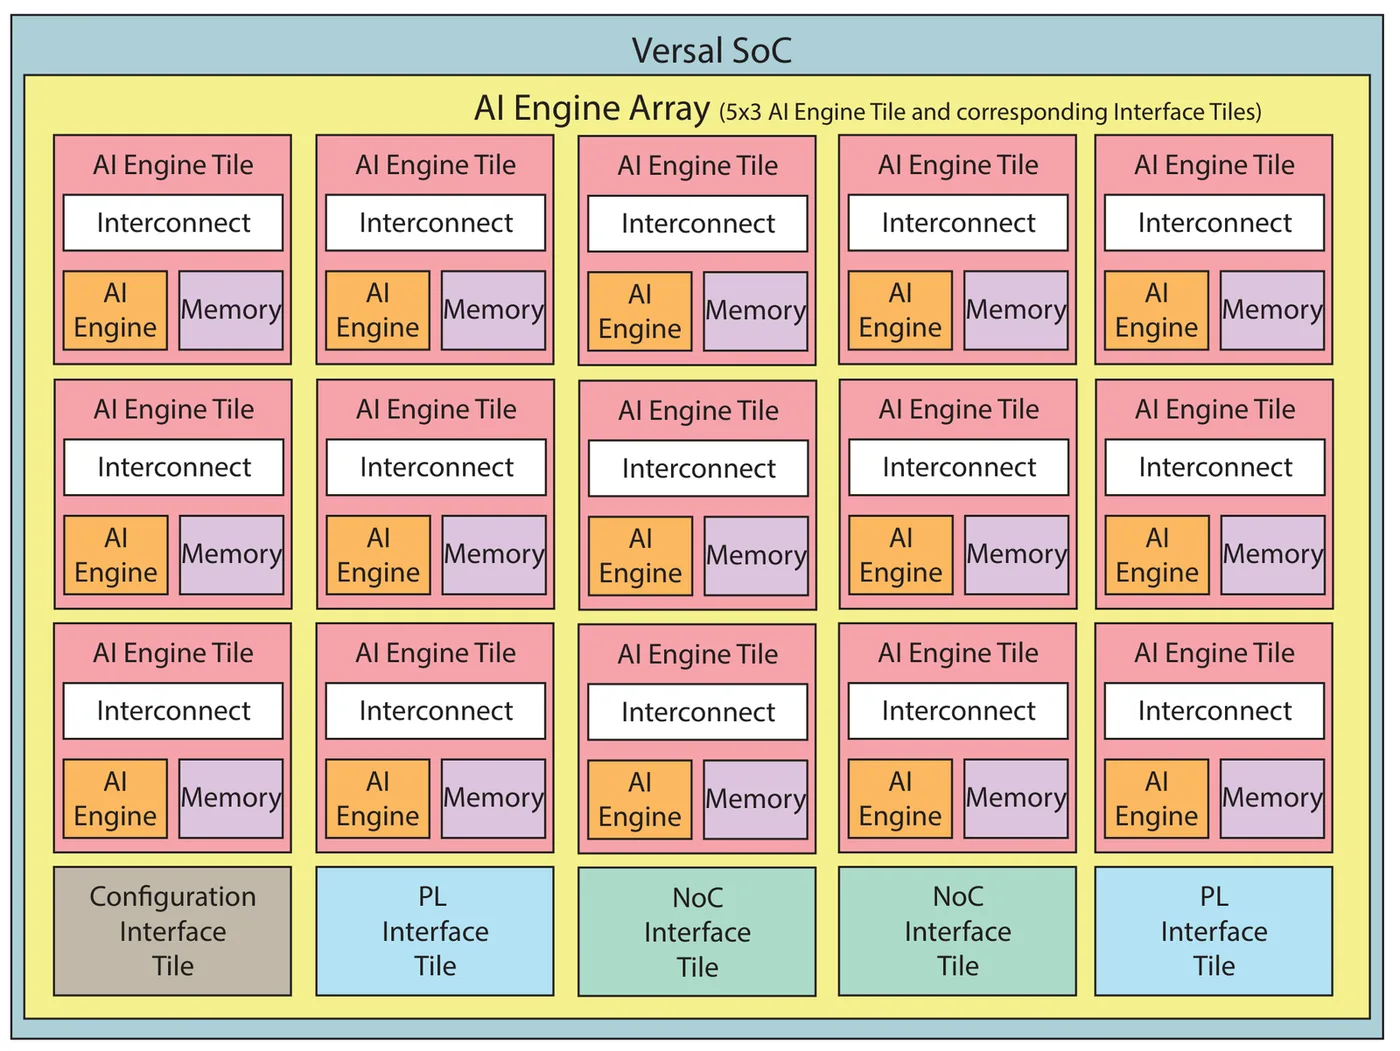 Versal SoC
AI Engine Array (5x3 AI Engine Tile and corresponding Interface Tiles)
AI Engine Tile
Interconnect
AI
Engine
Memory
AI Engine Tile
Interconnect
AI
Engine
Memory
AI Engine Tile
Interconnect
AI
Engine
Memory
AI Engine Tile
Interconnect
AI
Engine
Memory
AI Engine Tile
Interconnect
AI
Engine
Memory
AI Engine Tile
Interconnect
AI
Engine
Memory
AI Engine Tile
Interconnect
AI
Engine
Memory
AI Engine Tile
Interconnect
AI
Engine
Memory
AI Engine Tile
Interconnect
AI
Engine
Memory
AI Engine Tile
Interconnect
AI
Engine
Memory
AI Engine Tile
Interconnect
AI
Engine
Memory
AI Engine Tile
Interconnect
AI
Engine
Memory
AI Engine Tile
Interconnect
AI
Engine
Memory
AI Engine Tile
Interconnect
AI
Engine
Memory
AI Engine Tile
Interconnect
AI
Engine
Memory
Configuration
Interface
Tile
PL
Interface
Tile
NoC
Interface
Tile
NoC
Interface
Tile
PL
Interface
Tile